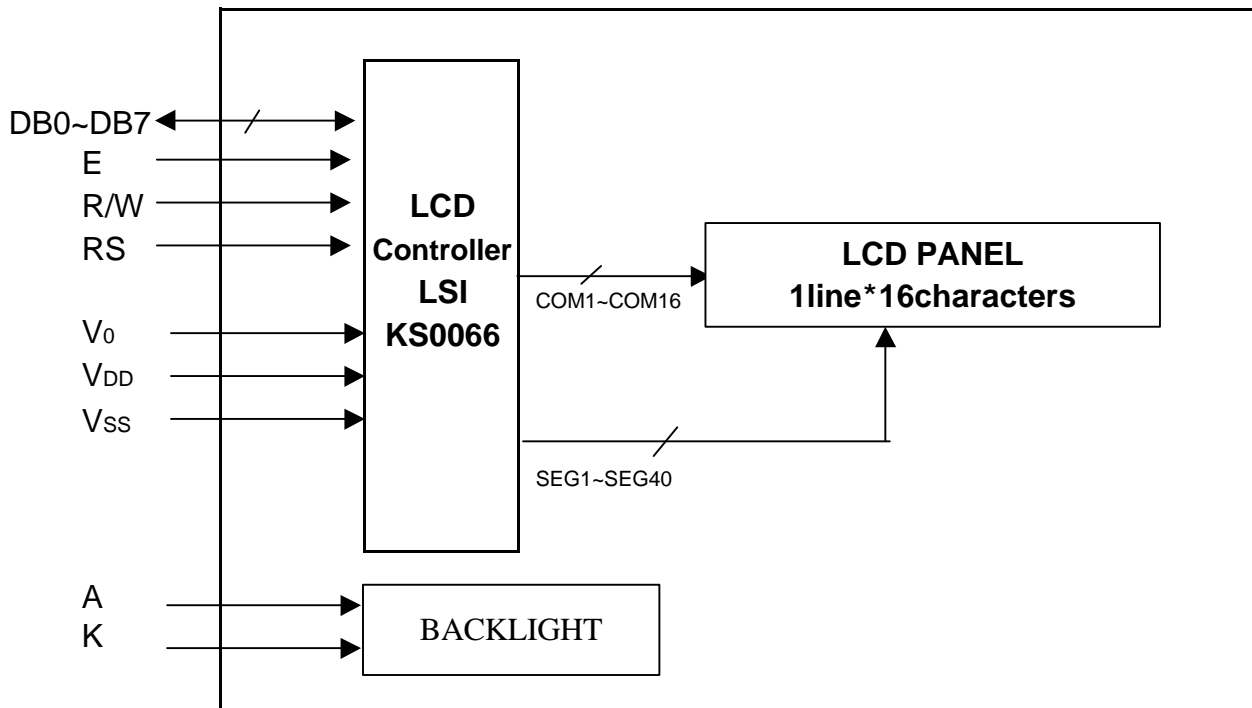 DB0~DB7
E
R/W
RS
V0
VDD
VSS
LCD
Controller
LSI
KS0066
COM1~COM16
SEG1~SEG40
LCD PANEL
1line*16characters
A
K
BACKLIGHT